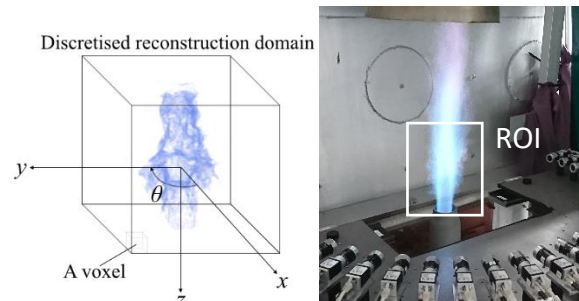 Discretised reconstruction domain
y
θ
A voxel
x
z
ROI